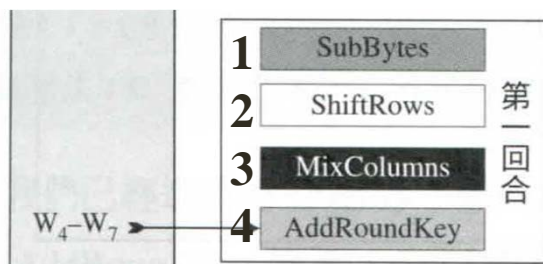 1 SubBytes
2 ShiftRows
3 MixColumns
W4–W7 4 AddRoundKey
第一回合